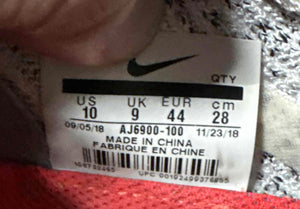 QTY
US UK EUR cm
10 9 44 28
09/05/18 AJ6900-100 11/23/18
MADE IN CHINA
FABRIQUE EN CHINE
UPC